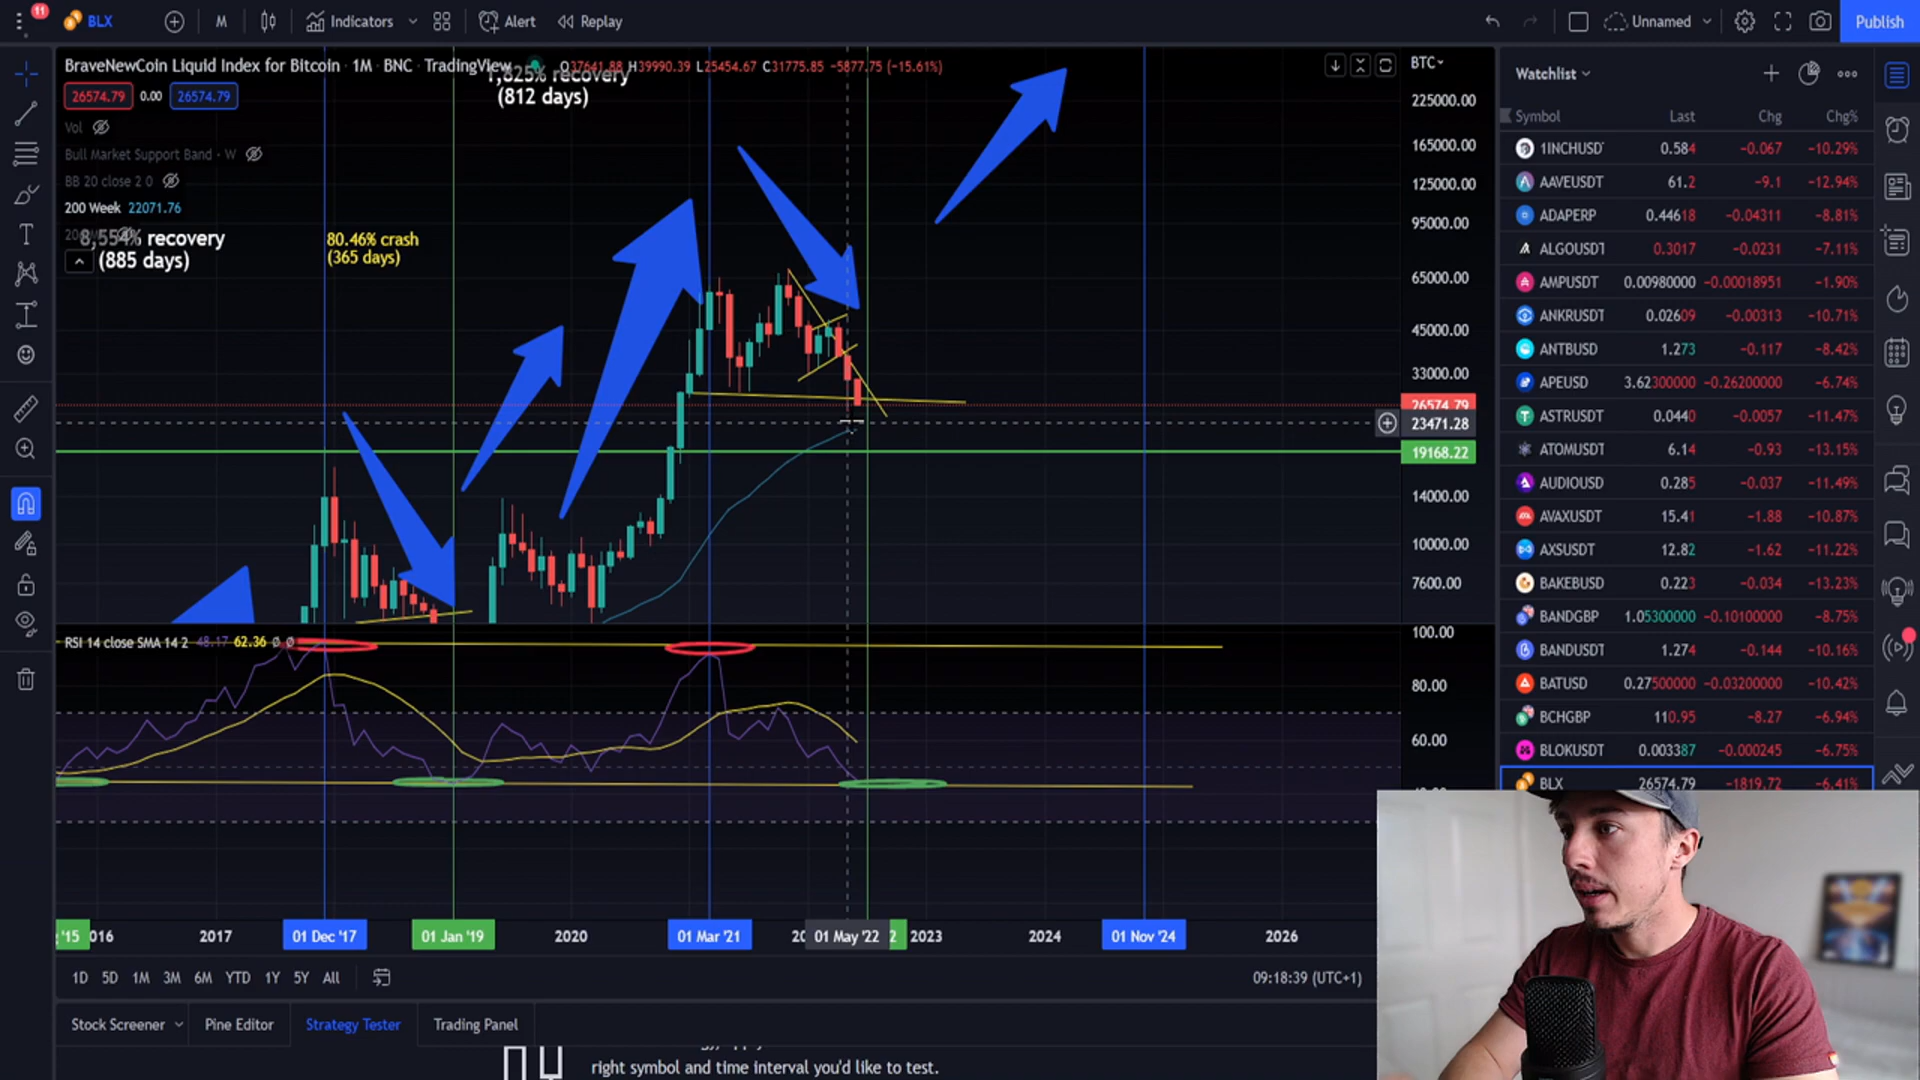 11
BLX
M
Indicators
Alert
Replay
Unnamed
Publish
BraveNewCoin Liquid Index for Bitcoin · 1M · BNC · TradingView
O37641.88 H39990.39 L25454.67 C31775.85 −5877.75 (−15.61%)
1,825% recovery
(812 days)
26574.79 0.00 26574.79
Vol
Bull Market Support Band · W
BB 20 close 2 0
200 Week 22071.76
8,554% recovery
(885 days)
80.46% crash
(365 days)
BTC
225000.00
165000.00
125000.00
95000.00
65000.00
45000.00
33000.00
26574.79
23471.28
19168.22
14000.00
10000.00
7600.00
RSI 14 close SMA 14 2 48.17 62.36 Ø Ø
100.00
80.00
60.00
'15 016 2017 01 Dec '17 01 Jan '19 2020 01 Mar '21 20 01 May '22 2 2023 2024 01 Nov '24 2026
1D 5D 1M 3M 6M YTD 1Y 5Y All
09:18:39 (UTC+1)
Stock Screener Pine Editor Strategy Tester Trading Panel
right symbol and time interval you'd like to test.
Watchlist
Symbol Last Chg Chg%
1INCHUSD 0.584 −0.067 −10.29%
AAVEUSDT 61.2 −9.1 −12.94%
ADAPERP 0.44618 −0.04311 −8.81%
ALGOUSDT 0.3017 −0.0231 −7.11%
AMPUSDT 0.00980000 −0.00018951 −1.90%
ANKRUSDT 0.02609 −0.00313 −10.71%
ANTBUSD 1.273 −0.117 −8.42%
APEUSD 3.62300000 −0.26200000 −6.74%
ASTRUSDT 0.0440 −0.0057 −11.47%
ATOMUSDT 6.14 −0.93 −13.15%
AUDIOUSD 0.285 −0.037 −11.49%
AVAXUSDT 15.41 −1.88 −10.87%
AXSUSDT 12.82 −1.62 −11.22%
BAKEBUSD 0.223 −0.034 −13.23%
BANDGBP 1.05300000 −0.10100000 −8.75%
BANDUSDT 1.274 −0.144 −10.16%
BATUSD 0.27500000 −0.03200000 −10.42%
BCHGBP 110.95 −8.27 −6.94%
BLOKUSDT 0.003387 −0.000245 −6.75%
BLX 26574.79 −1819.72 −6.41%